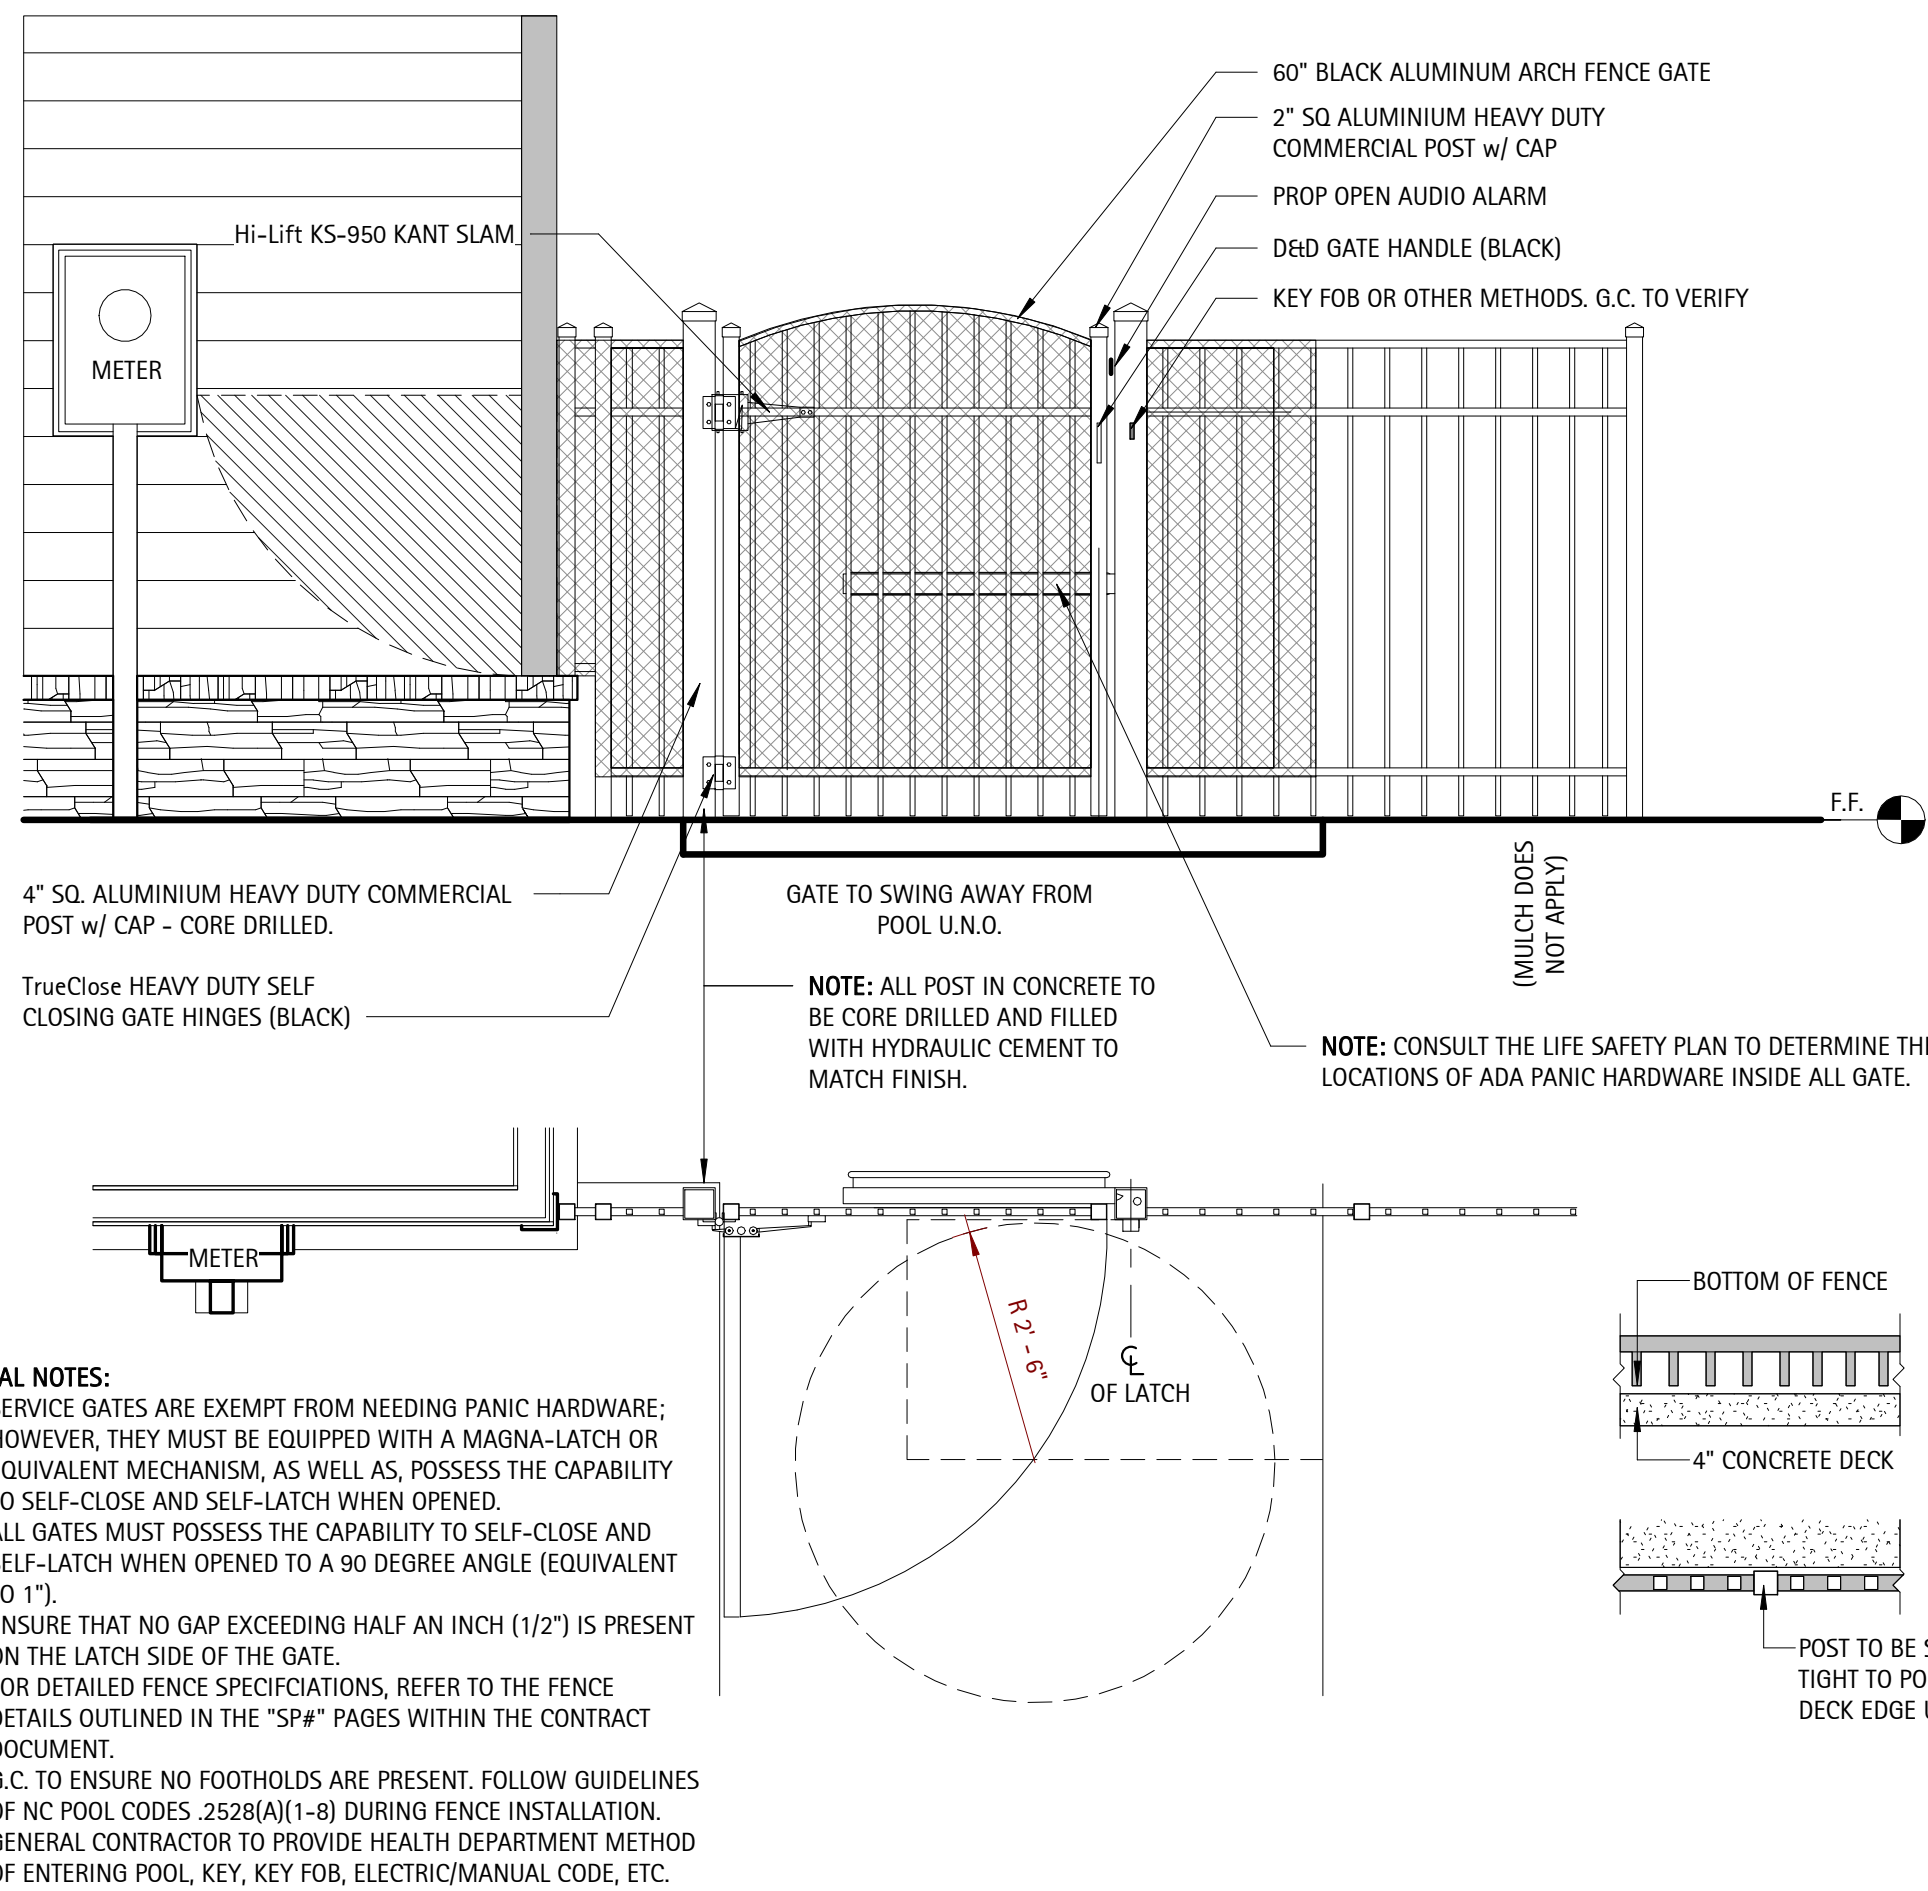 60" BLACK ALUMINUM ARCH FENCE GATE
2" SQ ALUMINIUM HEAVY DUTY
COMMERCIAL POST w/ CAP
PROP OPEN AUDIO ALARM
D&D GATE HANDLE (BLACK)
KEY FOB OR OTHER METHODS. G.C. TO VERIFY
Hi-Lift KS-950 KANT SLAM
METER
F.F.
4" SQ. ALUMINIUM HEAVY DUTY COMMERCIAL
POST w/ CAP - CORE DRILLED.
GATE TO SWING AWAY FROM
POOL U.N.O.
(MULCH DOES
NOT APPLY)
TrueClose HEAVY DUTY SELF
CLOSING GATE HINGES (BLACK)
NOTE: ALL POST IN CONCRETE TO
BE CORE DRILLED AND FILLED
WITH HYDRAULIC CEMENT TO
MATCH FINISH.
NOTE: CONSULT THE LIFE SAFETY PLAN TO DETERMINE TH
LOCATIONS OF ADA PANIC HARDWARE INSIDE ALL GATE.
METER
R 2' - 6"
℄
OF LATCH
BOTTOM OF FENCE
4" CONCRETE DECK
POST TO BE
TIGHT TO PO
DECK EDGE
AL NOTES:
SERVICE GATES ARE EXEMPT FROM NEEDING PANIC HARDWARE;
HOWEVER, THEY MUST BE EQUIPPED WITH A MAGNA-LATCH OR
EQUIVALENT MECHANISM, AS WELL AS, POSSESS THE CAPABILITY
TO SELF-CLOSE AND SELF-LATCH WHEN OPENED.
ALL GATES MUST POSSESS THE CAPABILITY TO SELF-CLOSE AND
SELF-LATCH WHEN OPENED TO A 90 DEGREE ANGLE (EQUIVALENT
TO 1").
ENSURE THAT NO GAP EXCEEDING HALF AN INCH (1/2") IS PRESENT
ON THE LATCH SIDE OF THE GATE.
FOR DETAILED FENCE SPECIFCIATIONS, REFER TO THE FENCE
DETAILS OUTLINED IN THE "SP#" PAGES WITHIN THE CONTRACT
DOCUMENT.
G.C. TO ENSURE NO FOOTHOLDS ARE PRESENT. FOLLOW GUIDELINES
OF NC POOL CODES .2528(A)(1-8) DURING FENCE INSTALLATION.
GENERAL CONTRACTOR TO PROVIDE HEALTH DEPARTMENT METHOD
OF ENTERING POOL, KEY, KEY FOB, ELECTRIC/MANUAL CODE, ETC.